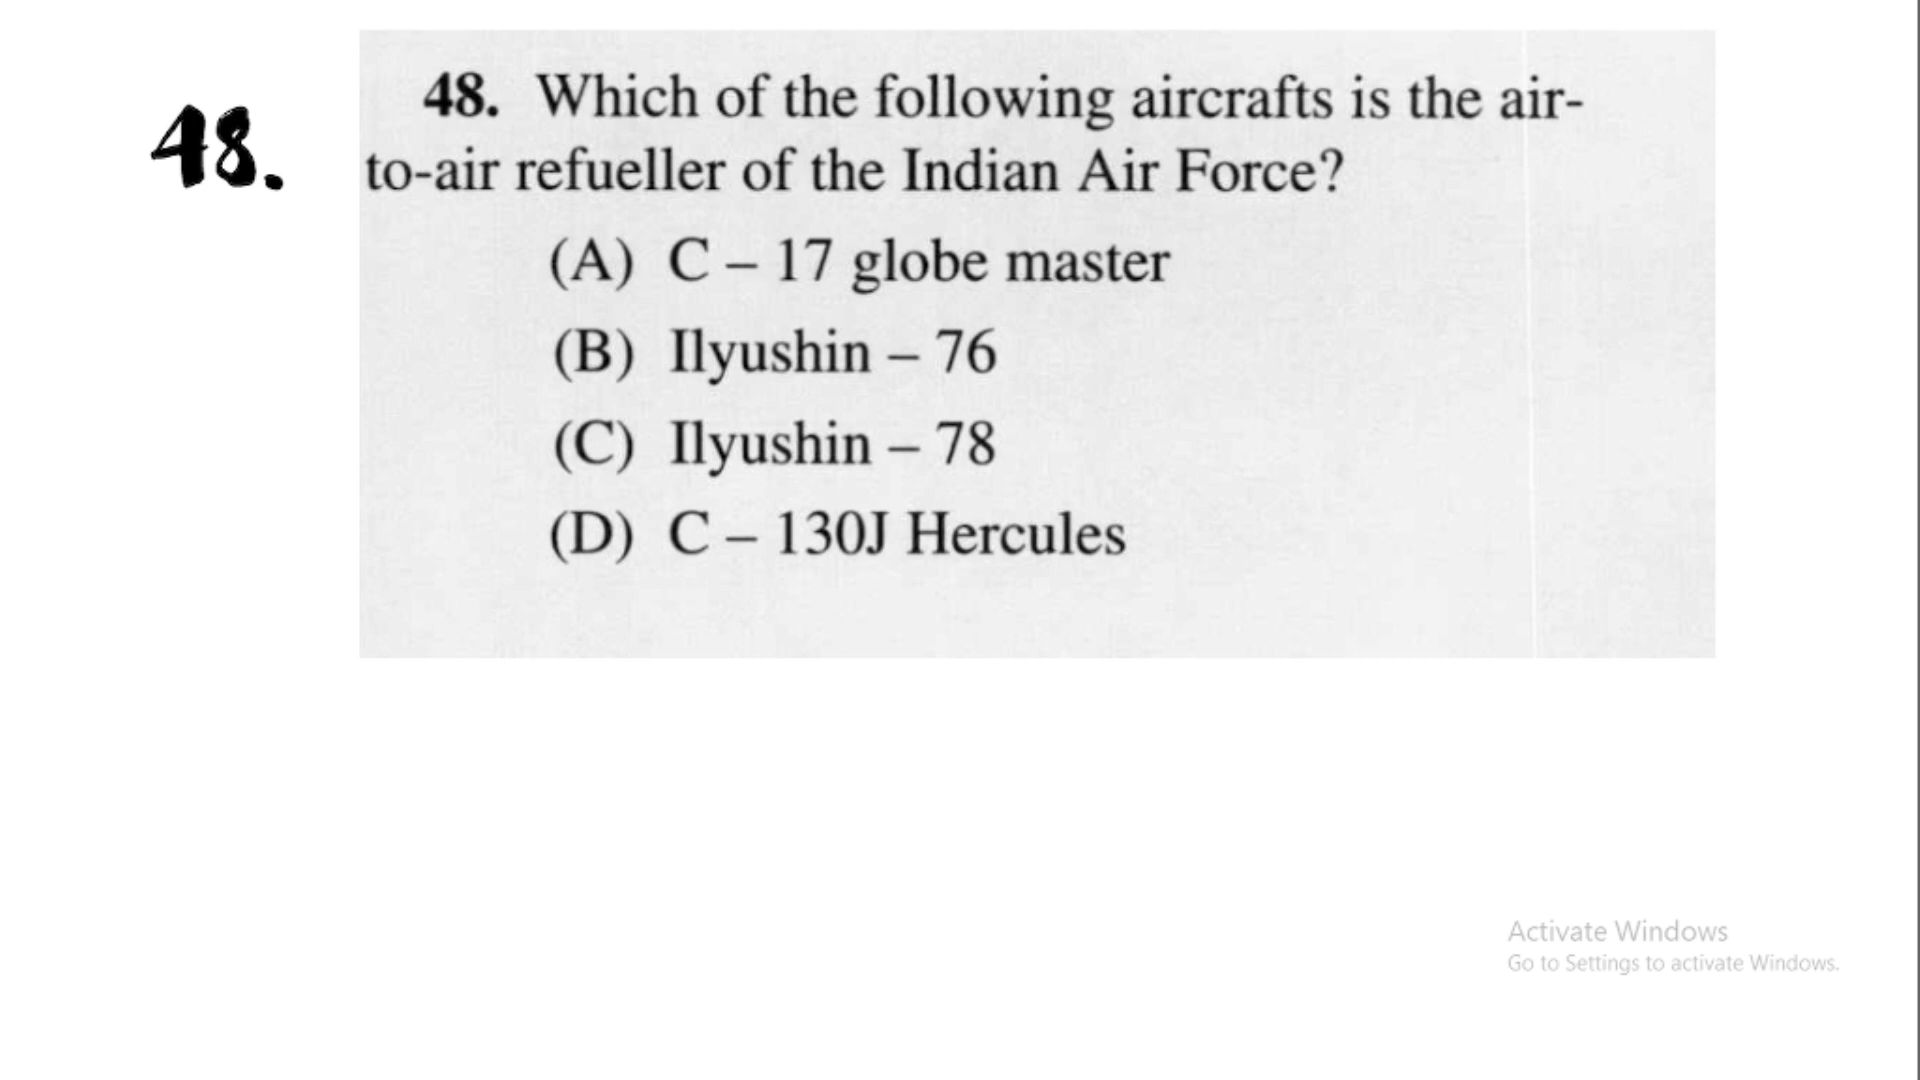 48.
48. Which of the following aircrafts is the air-
to-air refueller of the Indian Air Force?
(A) C – 17 globe master
(B) Ilyushin – 76
(C) Ilyushin – 78
(D) C – 130J Hercules
Activate Windows
Go to Settings to activate Windows.